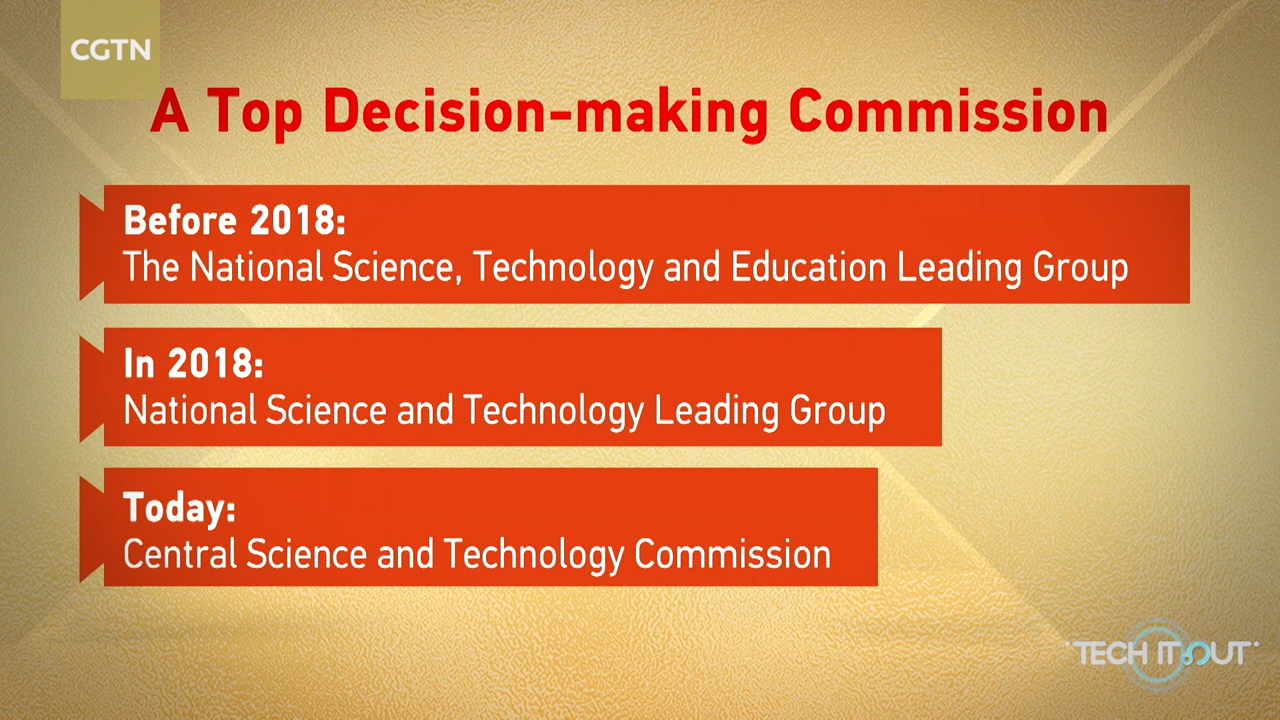 CGTN
A Top Decision-making Commission
Before 2018:
The National Science, Technology and Education Leading Group
In 2018:
National Science and Technology Leading Group
Today:
Central Science and Technology Commission
TECH IT OUT